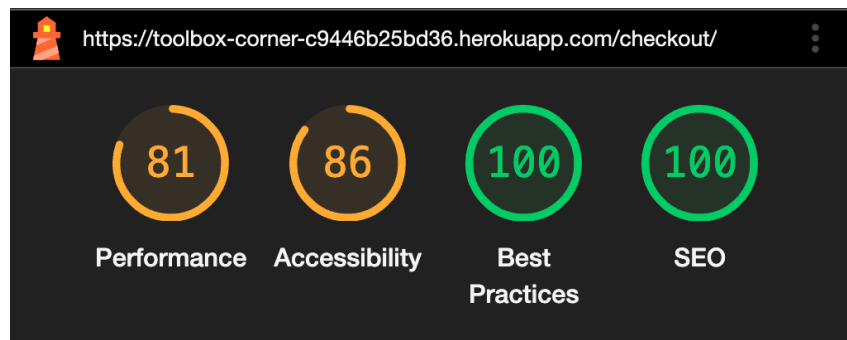 https://toolbox-corner-c9446b25bd36.herokuapp.com/checkout/
81 86 100 100
Performance Accessibility Best Practices SEO